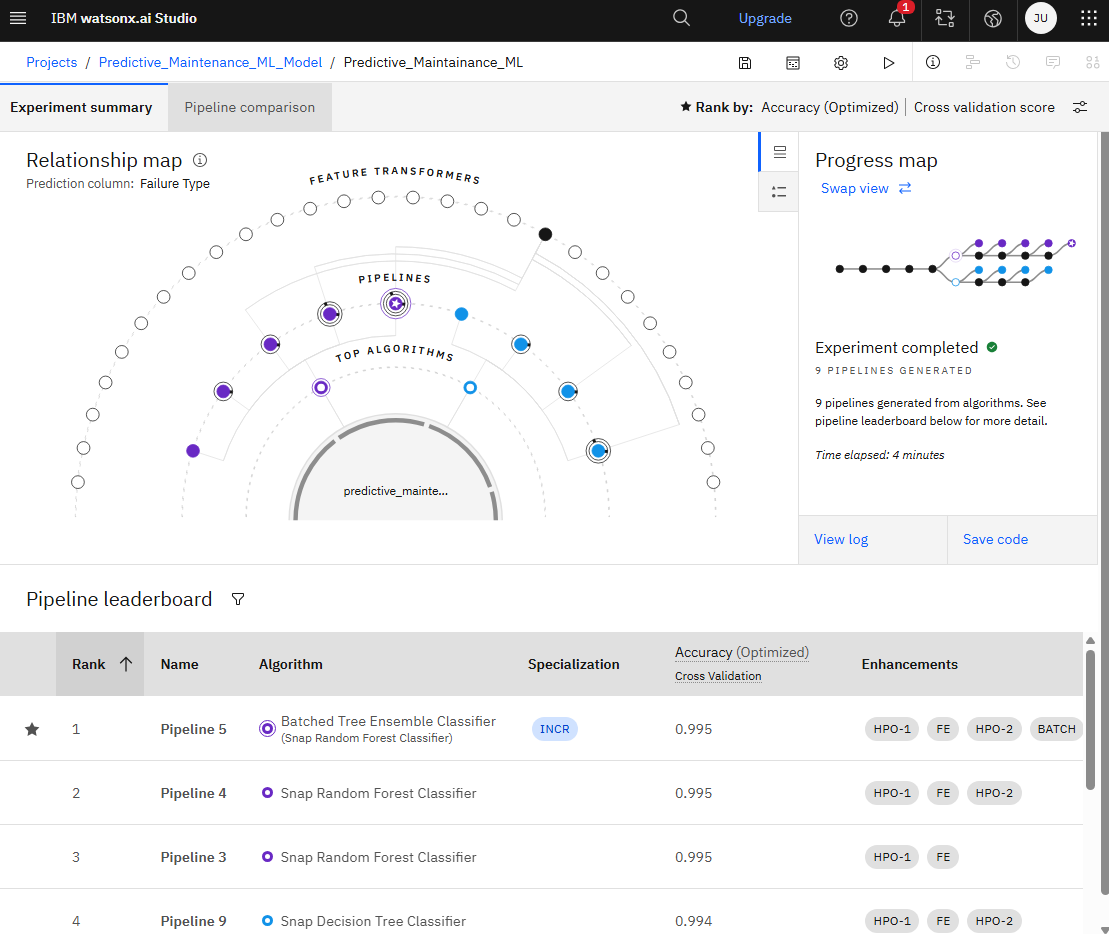 IBM watsonx.ai Studio
Upgrade
1
JU
Projects / Predictive_Maintenance_ML_Model / Predictive_Maintainance_ML
Experiment summary
Pipeline comparison
Rank by: Accuracy (Optimized) | Cross validation score
Relationship map
Prediction column: Failure Type
FEATURE TRANSFORMERS
PIPELINES
TOP ALGORITHMS
predictive_mainte...
Progress map
Swap view
Experiment completed
9 PIPELINES GENERATED
9 pipelines generated from algorithms. See
pipeline leaderboard below for more detail.
Time elapsed: 4 minutes
View log
Save code
Pipeline leaderboard
Rank Name Algorithm Specialization Accuracy (Optimized) Enhancements
Cross Validation
1 Pipeline 5 Batched Tree Ensemble Classifier INCR 0.995 HPO-1 FE HPO-2 BATCH
(Snap Random Forest Classifier)
2 Pipeline 4 Snap Random Forest Classifier 0.995 HPO-1 FE HPO-2
3 Pipeline 3 Snap Random Forest Classifier 0.995 HPO-1 FE
4 Pipeline 9 Snap Decision Tree Classifier 0.994 HPO-1 FE HPO-2